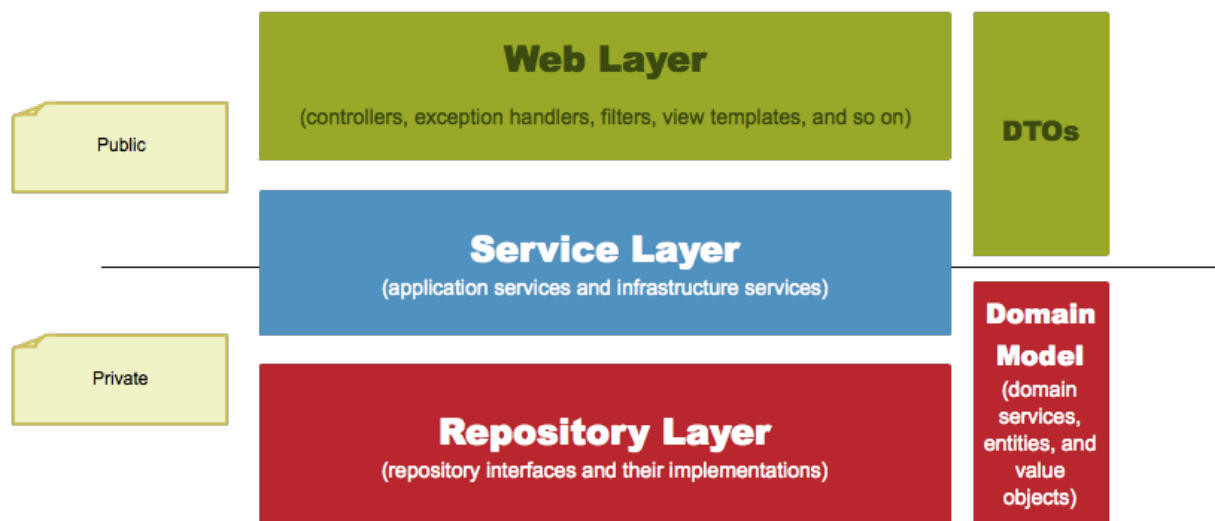 Web Layer
(controllers, exception handlers, filters, view templates, and so on)
DTOs
Public
Service Layer
(application services and infrastructure services)
Private
Repository Layer
(repository interfaces and their implementations)
Domain
Model
(domain
services,
entities, and
value
objects)